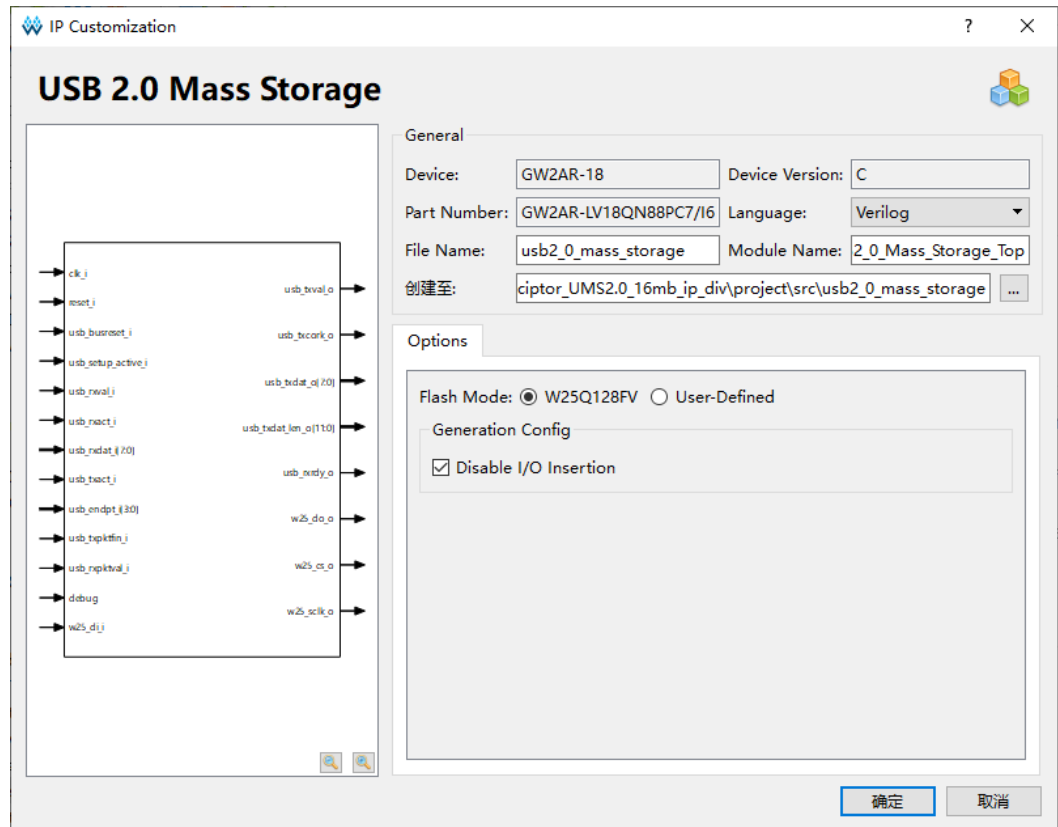 IP Customization
USB 2.0 Mass Storage
General
Device: GW2AR-18 Device Version: C
Part Number: GW2AR-LV18QN88PC7/I6 Language: Verilog
File Name: usb2_0_mass_storage Module Name: 2_0_Mass_Storage_Top
创建至: ciptor_UMS2.0_16mb_ip_div\project\src\usb2_0_mass_storage ...
Options
Flash Mode: W25Q128FV User-Defined
Generation Config
Disable I/O Insertion
clk_i
reset_i
usb_busreset_i
usb_setup_active_i
usb_rxval_i
usb_rxact_i
usb_rxdat_i[7:0]
usb_txact_i
usb_endpt_i[3:0]
usb_txpktfin_i
usb_rxpktval_i
debug
w25_di_i
usb_txval_o
usb_txcork_o
usb_txdat_o[7:0]
usb_txdat_len_o[11:0]
usb_rxrdy_o
w25_do_o
w25_cs_o
w25_sclk_o
确定 取消